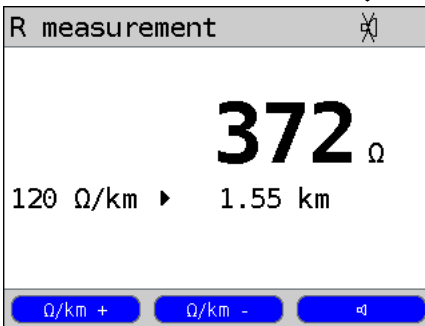 R measurement
372 Ω
120 Ω/km ▶ 1.55 km
Ω/km + Ω/km -